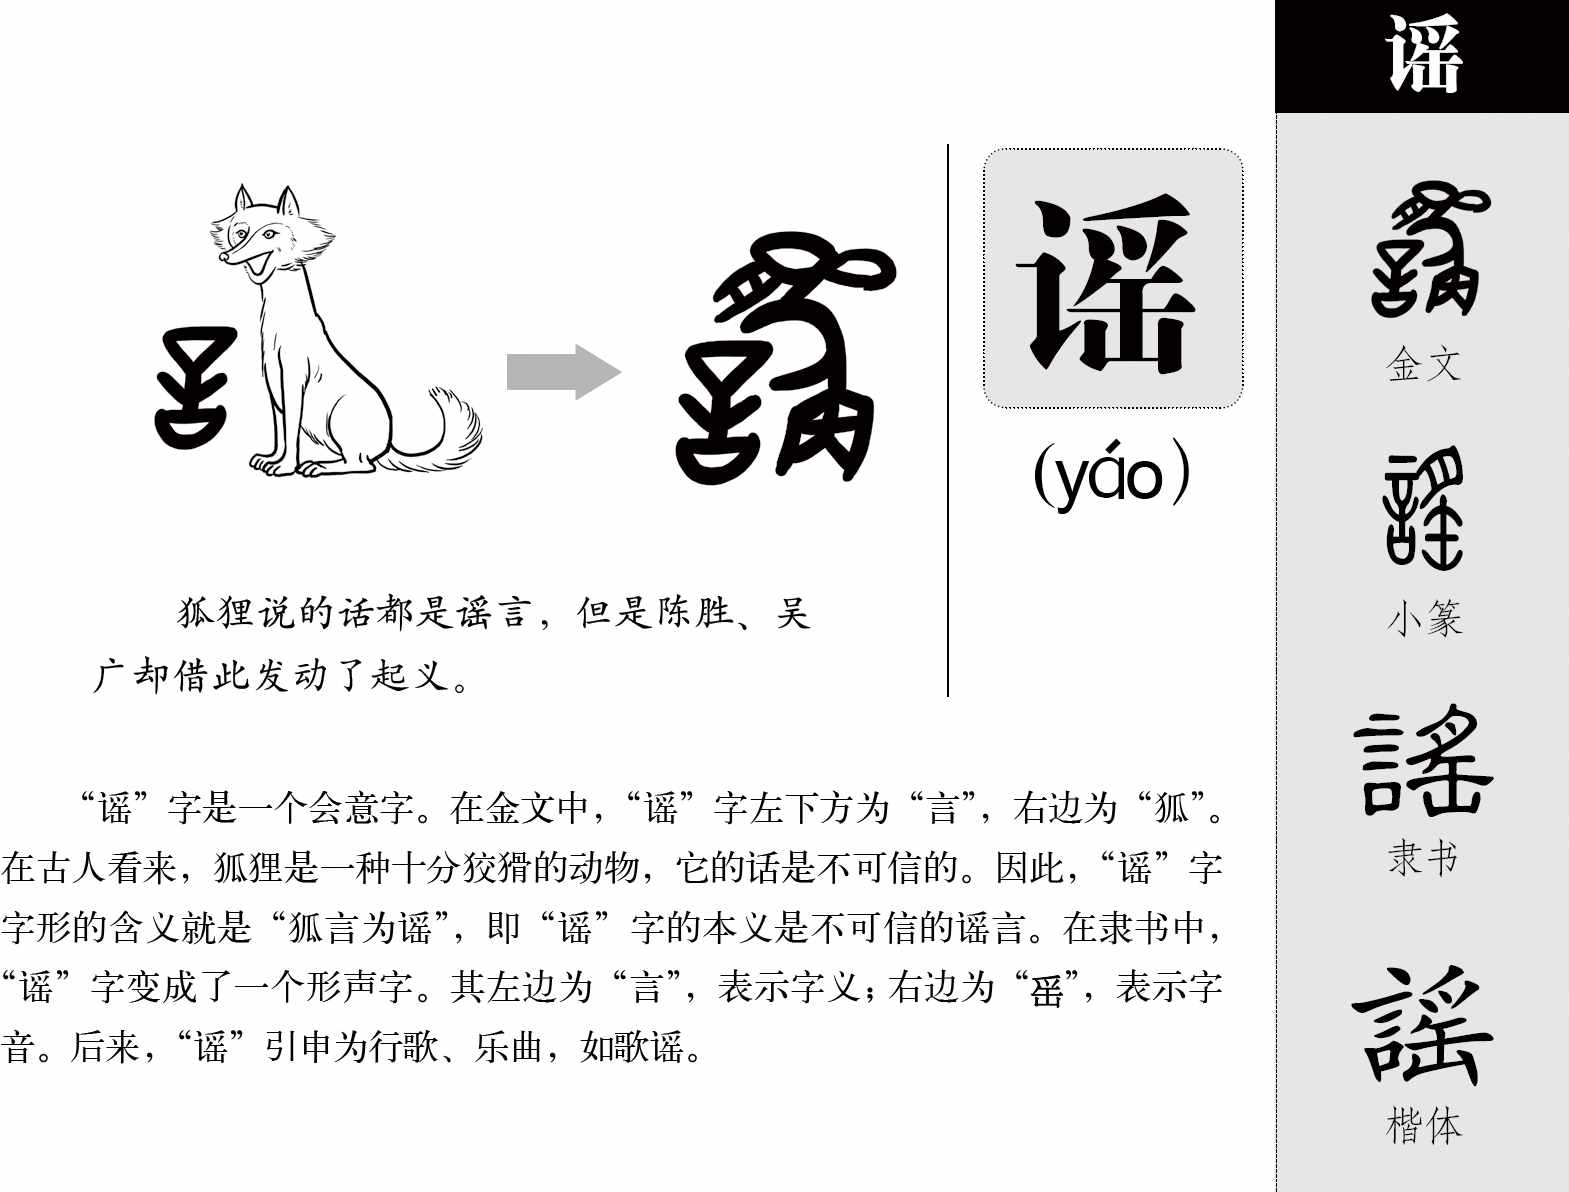 谣
谣
(yáo)
狐狸说的话都是谣言，但是陈胜、吴
广却借此发动了起义。
“谣”字是一个会意字。在金文中，“谣”字左下方为“言”，右边为“狐”。
在古人看来，狐狸是一种十分狡猾的动物，它的话是不可信的。因此，“谣”字
字形的含义就是“狐言为谣”，即“谣”字的本义是不可信的谣言。在隶书中，
“谣”字变成了一个形声字。其左边为“言”，表示字义；右边为“䍃”，表示字
音。后来，“谣”引申为行歌、乐曲，如歌谣。
金文
小篆
謠
隶书
謠
楷体